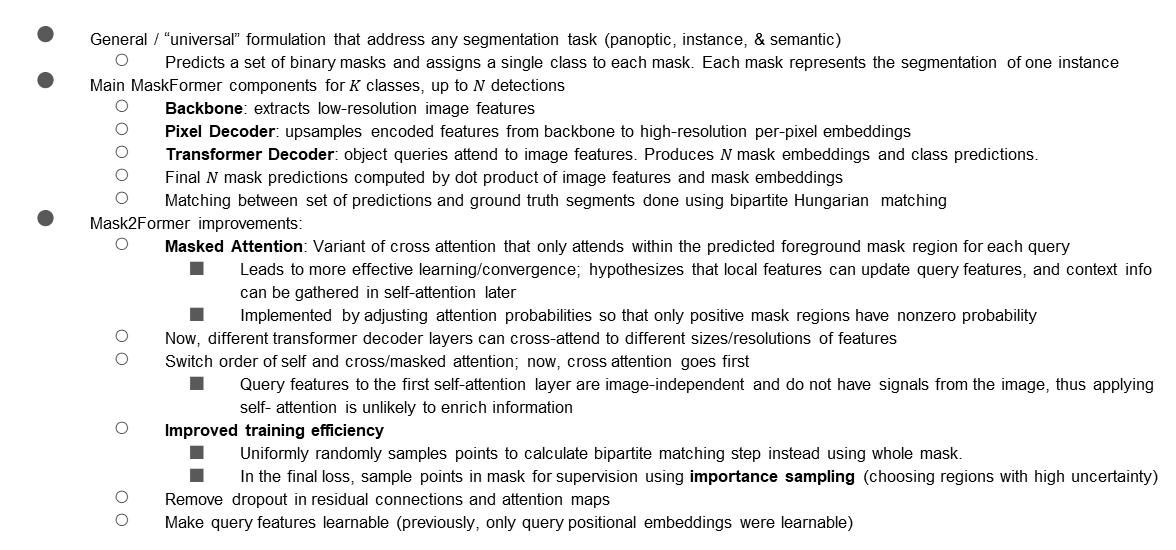 General / “universal” formulation that address any segmentation task (panoptic, instance, & semantic)
Predicts a set of binary masks and assigns a single class to each mask. Each mask represents the segmentation of one instance
Main MaskFormer components for K classes, up to N detections
Backbone: extracts low-resolution image features
Pixel Decoder: upsamples encoded features from backbone to high-resolution per-pixel embeddings
Transformer Decoder: object queries attend to image features. Produces N mask embeddings and class predictions.
Final N mask predictions computed by dot product of image features and mask embeddings
Matching between set of predictions and ground truth segments done using bipartite Hungarian matching
Mask2Former improvements:
Masked Attention: Variant of cross attention that only attends within the predicted foreground mask region for each query
Leads to more effective learning/convergence; hypothesizes that local features can update query features, and context info
can be gathered in self-attention later
Implemented by adjusting attention probabilities so that only positive mask regions have nonzero probability
Now, different transformer decoder layers can cross-attend to different sizes/resolutions of features
Switch order of self and cross/masked attention; now, cross attention goes first
Query features to the first self-attention layer are image-independent and do not have signals from the image, thus applying
self- attention is unlikely to enrich information
Improved training efficiency
Uniformly randomly samples points to calculate bipartite matching step instead using whole mask.
In the final loss, sample points in mask for supervision using importance sampling (choosing regions with high uncertainty)
Remove dropout in residual connections and attention maps
Make query features learnable (previously, only query positional embeddings were learnable)